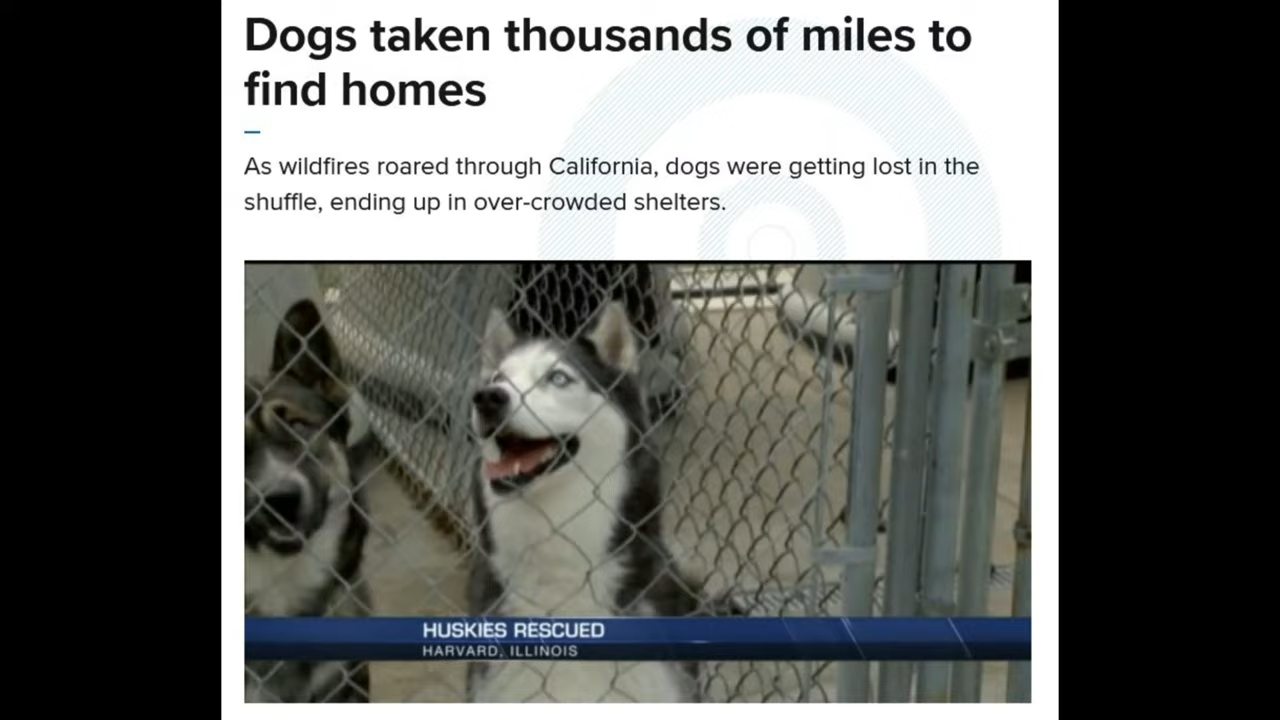 Dogs taken thousands of miles to
find homes
As wildfires roared through California, dogs were getting lost in the
shuffle, ending up in over-crowded shelters.
HUSKIES RESCUED
HARVARD, ILLINOIS